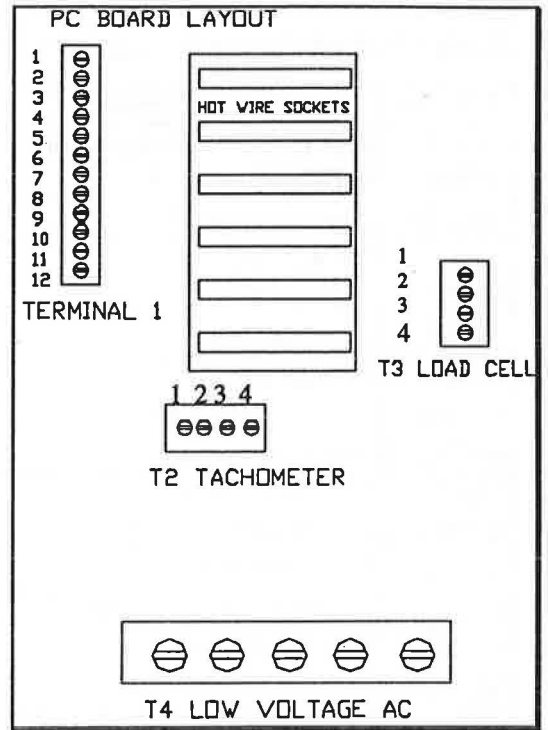 PC BOARD LAYOUT
1
2
3
4
5
6
7
8
9
10
11
12
TERMINAL 1
HOT WIRE SOCKETS
1
2
3
4
T3 LOAD CELL
1 2 3 4
T2 TACHOMETER
T4 LOW VOLTAGE AC